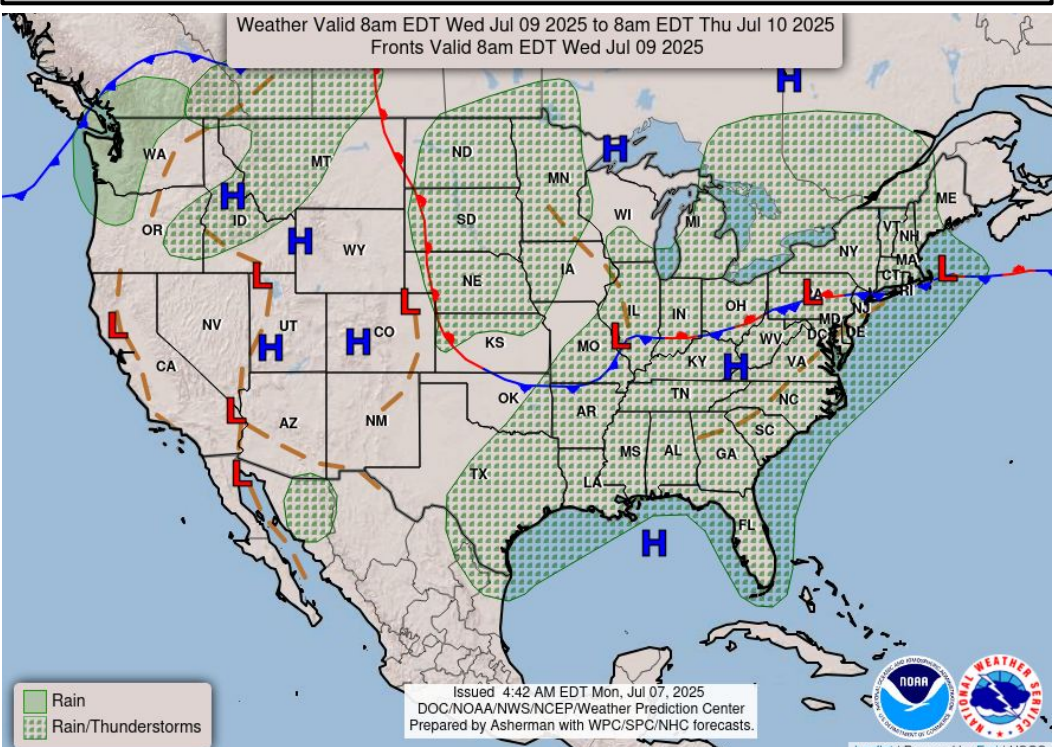 Weather Valid 8am EDT Wed Jul 09 2025 to 8am EDT Thu Jul 10 2025
Fronts Valid 8am EDT Wed Jul 09 2025
H
WA
MT
ND
MN
H
H
ID
OR
SD
WI
MI
ME
VT
NH
NY
MA
CT
RI
H
WY
L
L
NE
IA
L
PA
L
NJ
OH
IL
IN
MD
DE
DC
L
NV
UT
H
H
CO
KS
MO
L
WV
VA
KY
H
CA
OK
TN
NC
L
AZ
NM
AR
SC
MS
AL
GA
L
TX
LA
FL
H
Rain
Rain/Thunderstorms
Issued 4:42 AM EDT Mon, Jul 07, 2025
DOC/NOAA/NWS/NCEP/Weather Prediction Center
Prepared by Asherman with WPC/SPC/NHC forecasts.
NOAA
NATIONAL WEATHER SERVICE